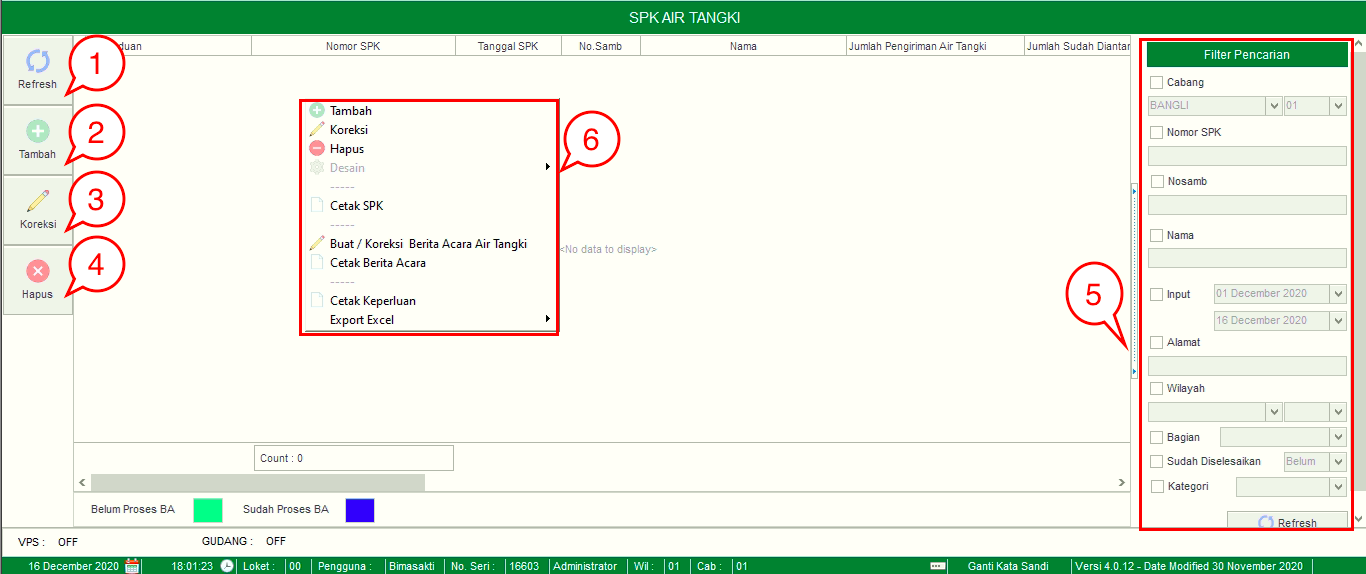 SPK AIR TANGKI
duan Nomor SPK Tanggal SPK No.Samb Nama Jumlah Pengiriman Air Tangki Jumlah Sudah Diantar
Refresh
Tambah
Koreksi
Hapus
1
2
3
4
Tambah
Koreksi
Hapus
Desain
-----
Cetak SPK
-----
Buat / Koreksi Berita Acara Air Tangki
Cetak Berita Acara
-----
Cetak Keperluan
Export Excel
6
<No data to display>
5
Filter Pencarian
Cabang
BANGLI 01
Nomor SPK
Nosamb
Nama
Input 01 December 2020
16 December 2020
Alamat
Wilayah
Bagian
Sudah Diselesaikan Belum
Kategori
Refresh
Count : 0
Belum Proses BA Sudah Proses BA
VPS : OFF GUDANG : OFF
16 December 2020 18:01:23 Loket : 00 Pengguna : Bimasakti No. Seri : 16603 Administrator Wil : 01 Cab : 01 Ganti Kata Sandi Versi 4.0.12 - Date Modified 30 November 2020